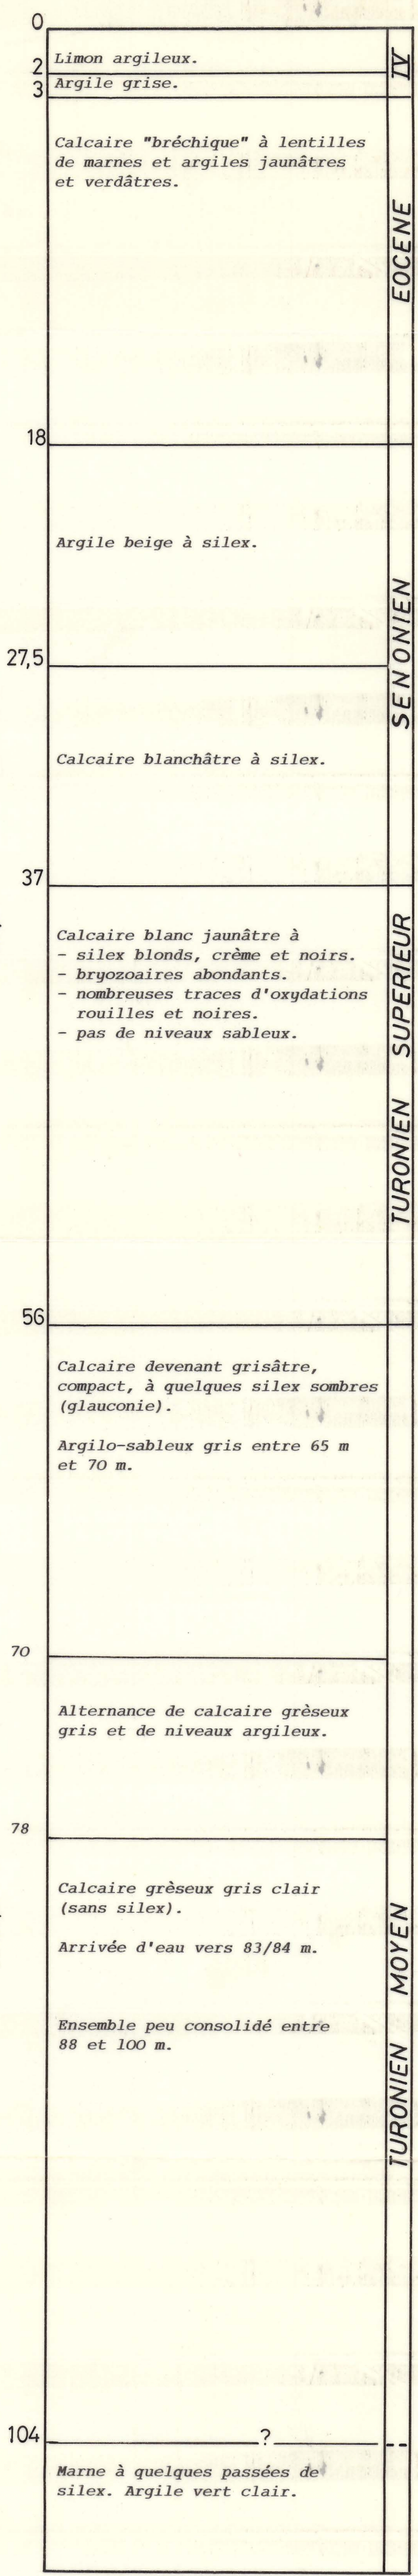 0
IV
Limon argileux.
2
Argile grise.
3
Calcaire "bréchique" à lentilles
de marnes et argiles jaunâtres
et verdâtres.
EOCENE
18
Argile beige à silex.
SENONIEN
27,5
Calcaire blanchâtre à silex.
37
Calcaire blanc jaunâtre à
- silex blonds, crème et noirs.
- bryozoaires abondants.
- nombreuses traces d'oxydations
rouilles et noires.
- pas de niveaux sableux.
TURONIEN SUPERIEUR
56
Calcaire devenant grisâtre,
compact, à quelques silex sombres
(glauconie).
Argilo-sableux gris entre 65 m
et 70 m.
70
Alternance de calcaire grèseux
gris et de niveaux argileux.
78
Calcaire grèseux gris clair
(sans silex).
Arrivée d'eau vers 83/84 m.
Ensemble peu consolidé entre
88 et 100 m.
TURONIEN MOYEN
104
?
Marne à quelques passées de
silex. Argile vert clair.